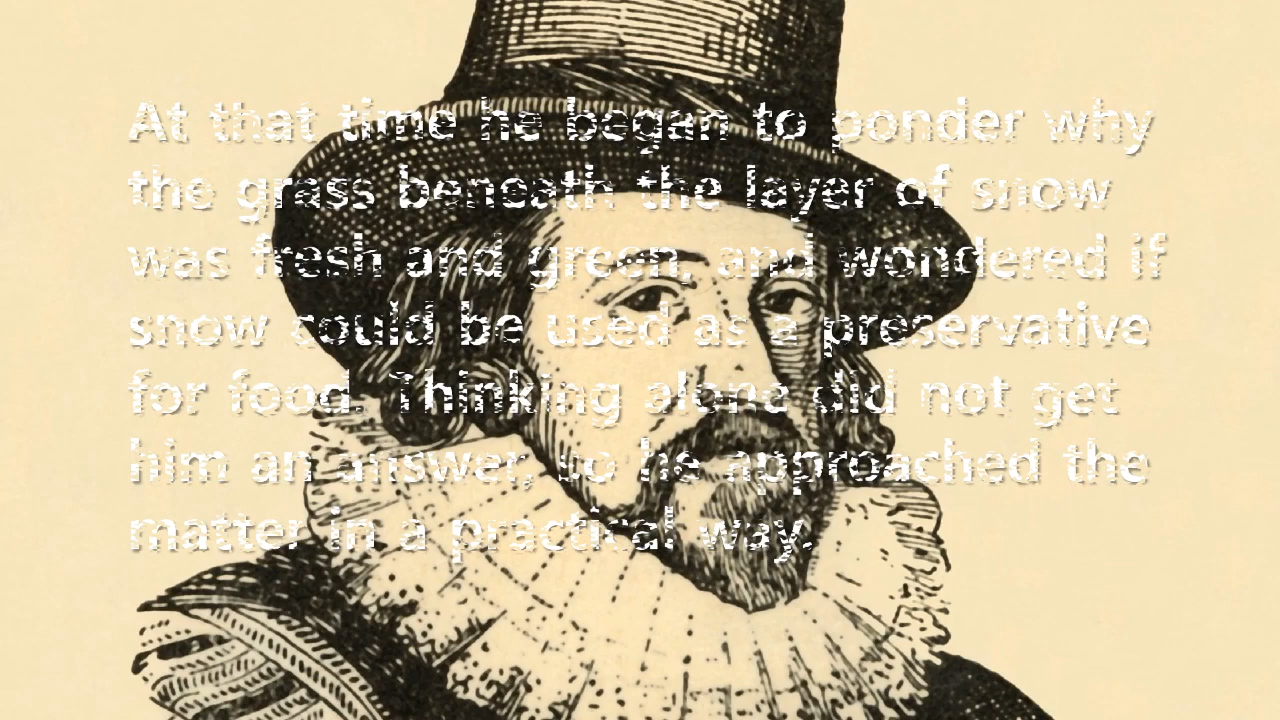 At that time he began to ponder why
the grass beneath the layer of snow
was fresh and green, and wondered if
snow could be used as a preservative
for food. Thinking alone did not get
him an answer, so he approached the
matter in a practical way.